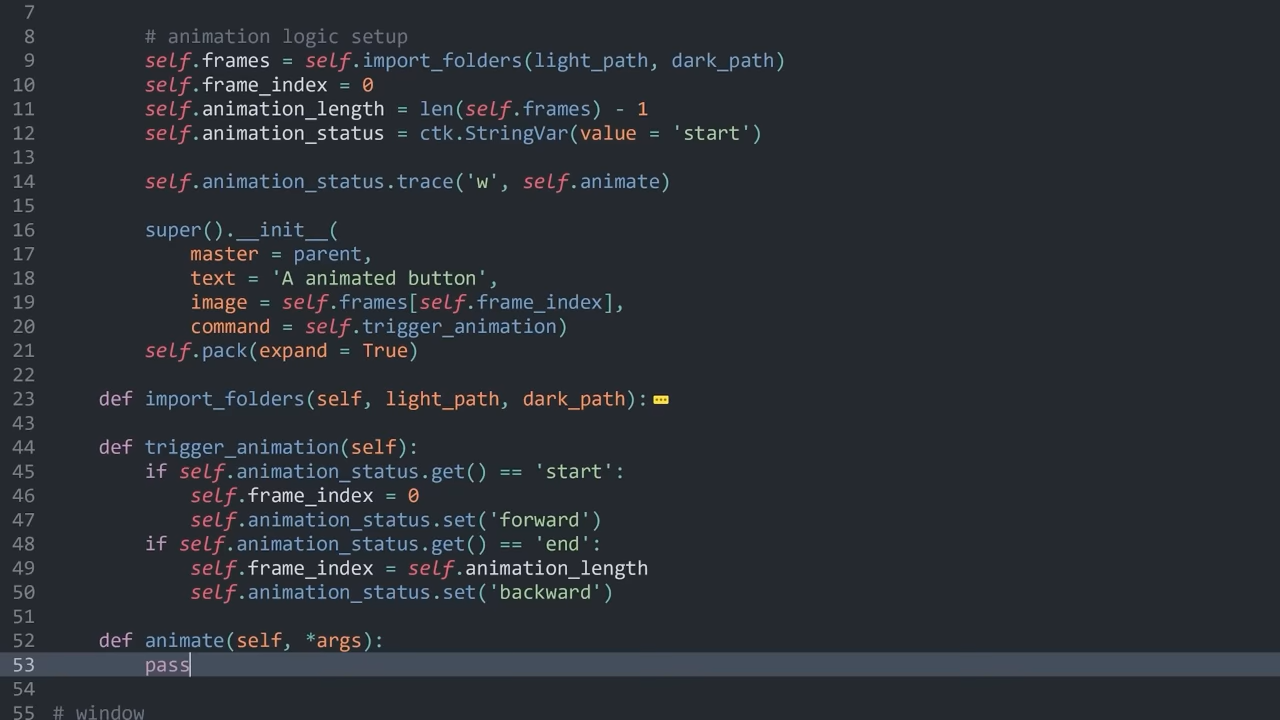 7
8 # animation logic setup
9 self.frames = self.import_folders(light_path, dark_path)
10 self.frame_index = 0
11 self.animation_length = len(self.frames) - 1
12 self.animation_status = ctk.StringVar(value = 'start')
13
14 self.animation_status.trace('w', self.animate)
15
16 super().__init__(
17 master = parent,
18 text = 'A animated button',
19 image = self.frames[self.frame_index],
20 command = self.trigger_animation)
21 self.pack(expand = True)
22
23 def import_folders(self, light_path, dark_path):
43
44 def trigger_animation(self):
45 if self.animation_status.get() == 'start':
46 self.frame_index = 0
47 self.animation_status.set('forward')
48 if self.animation_status.get() == 'end':
49 self.frame_index = self.animation_length
50 self.animation_status.set('backward')
51
52 def animate(self, *args):
53 pass
54
55 # window